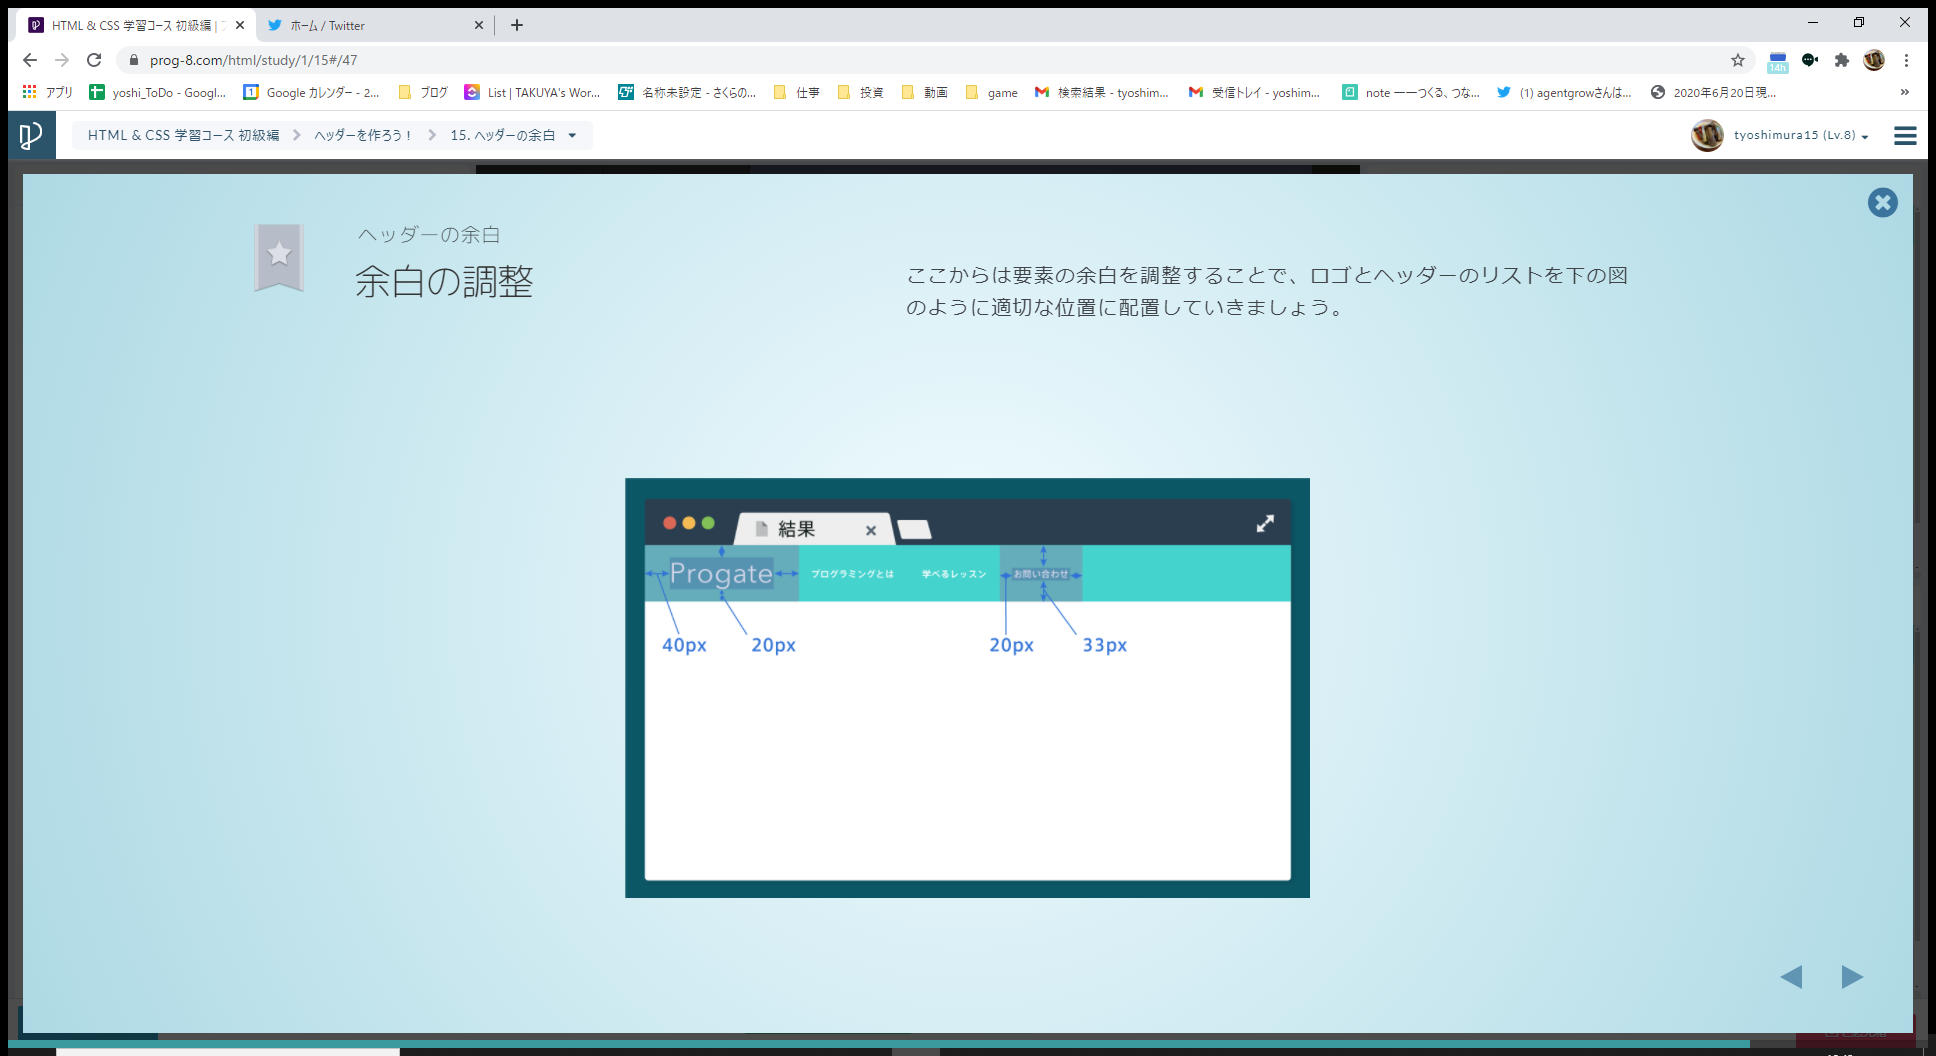 HTML & CSS 学習コース 初級編 |
ホーム / Twitter
prog-8.com/html/study/1/15#/47
14h
アプリ
yoshi_ToDo - Googl...
Google カレンダー - 2...
ブログ
List | TAKUYA's Wor...
名称未設定 - さくらの...
仕事
投資
動画
game
検索結果 - tyoshim...
受信トレイ - yoshim...
note ――つくる、つな...
(1) agentgrowさんは...
2020年6月20日現...
»
HTML & CSS 学習コース 初級編
ヘッダーを作ろう！
15. ヘッダーの余白
tyoshimura15 (Lv.8)
ヘッダーの余白
余白の調整
ここからは要素の余白を調整することで、ロゴとヘッダーのリストを下の図
のように適切な位置に配置していきましょう。
結果
Progate
プログラミングとは
学べるレッスン
お問い合わせ
40px
20px
20px
33px